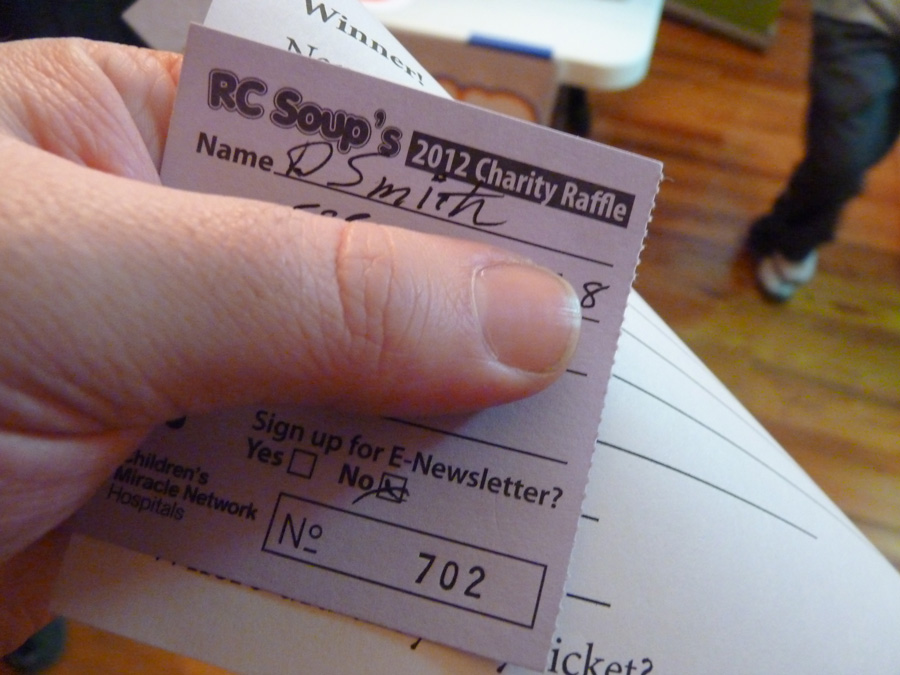 Winner!
RC Soup's 2012 Charity Raffle
Name D Smith
8
Sign up for E-Newsletter?
Yes No
Children's
Miracle Network
Hospitals
Nº 702
icket?